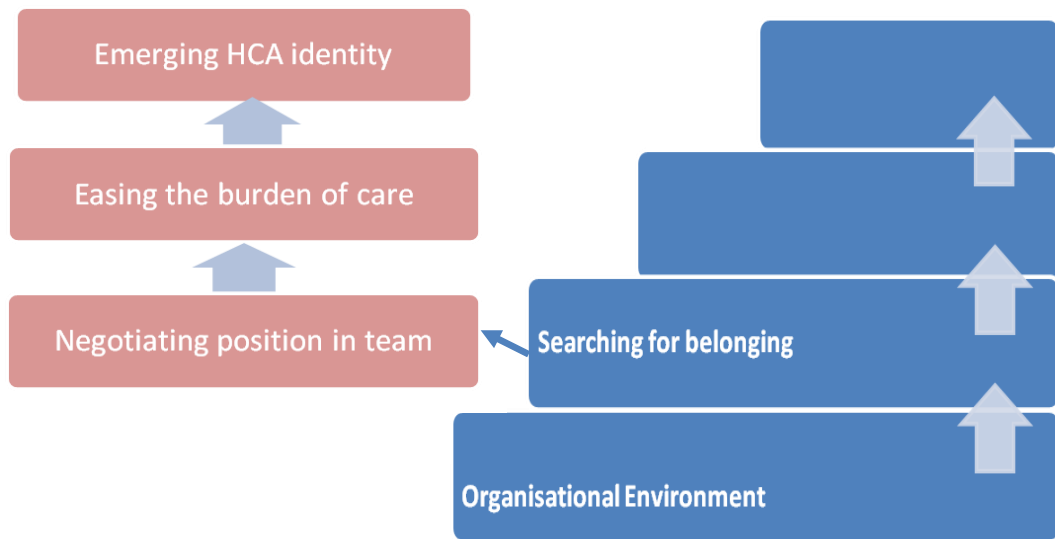 Emerging HCA identity
Easing the burden of care
Negotiating position in team
Searching for belonging
Organisational Environment